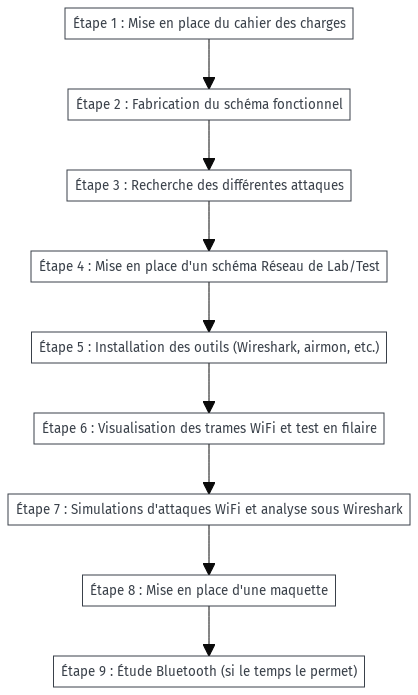 Étape 1 : Mise en place du cahier des charges
Étape 2 : Fabrication du schéma fonctionnel
Étape 3 : Recherche des différentes attaques
Étape 4 : Mise en place d'un schéma Réseau de Lab/Test
Étape 5 : Installation des outils (Wireshark, airmon, etc.)
Étape 6 : Visualisation des trames WiFi et test en filaire
Étape 7 : Simulations d'attaques WiFi et analyse sous Wireshark
Étape 8 : Mise en place d'une maquette
Étape 9 : Étude Bluetooth (si le temps le permet)